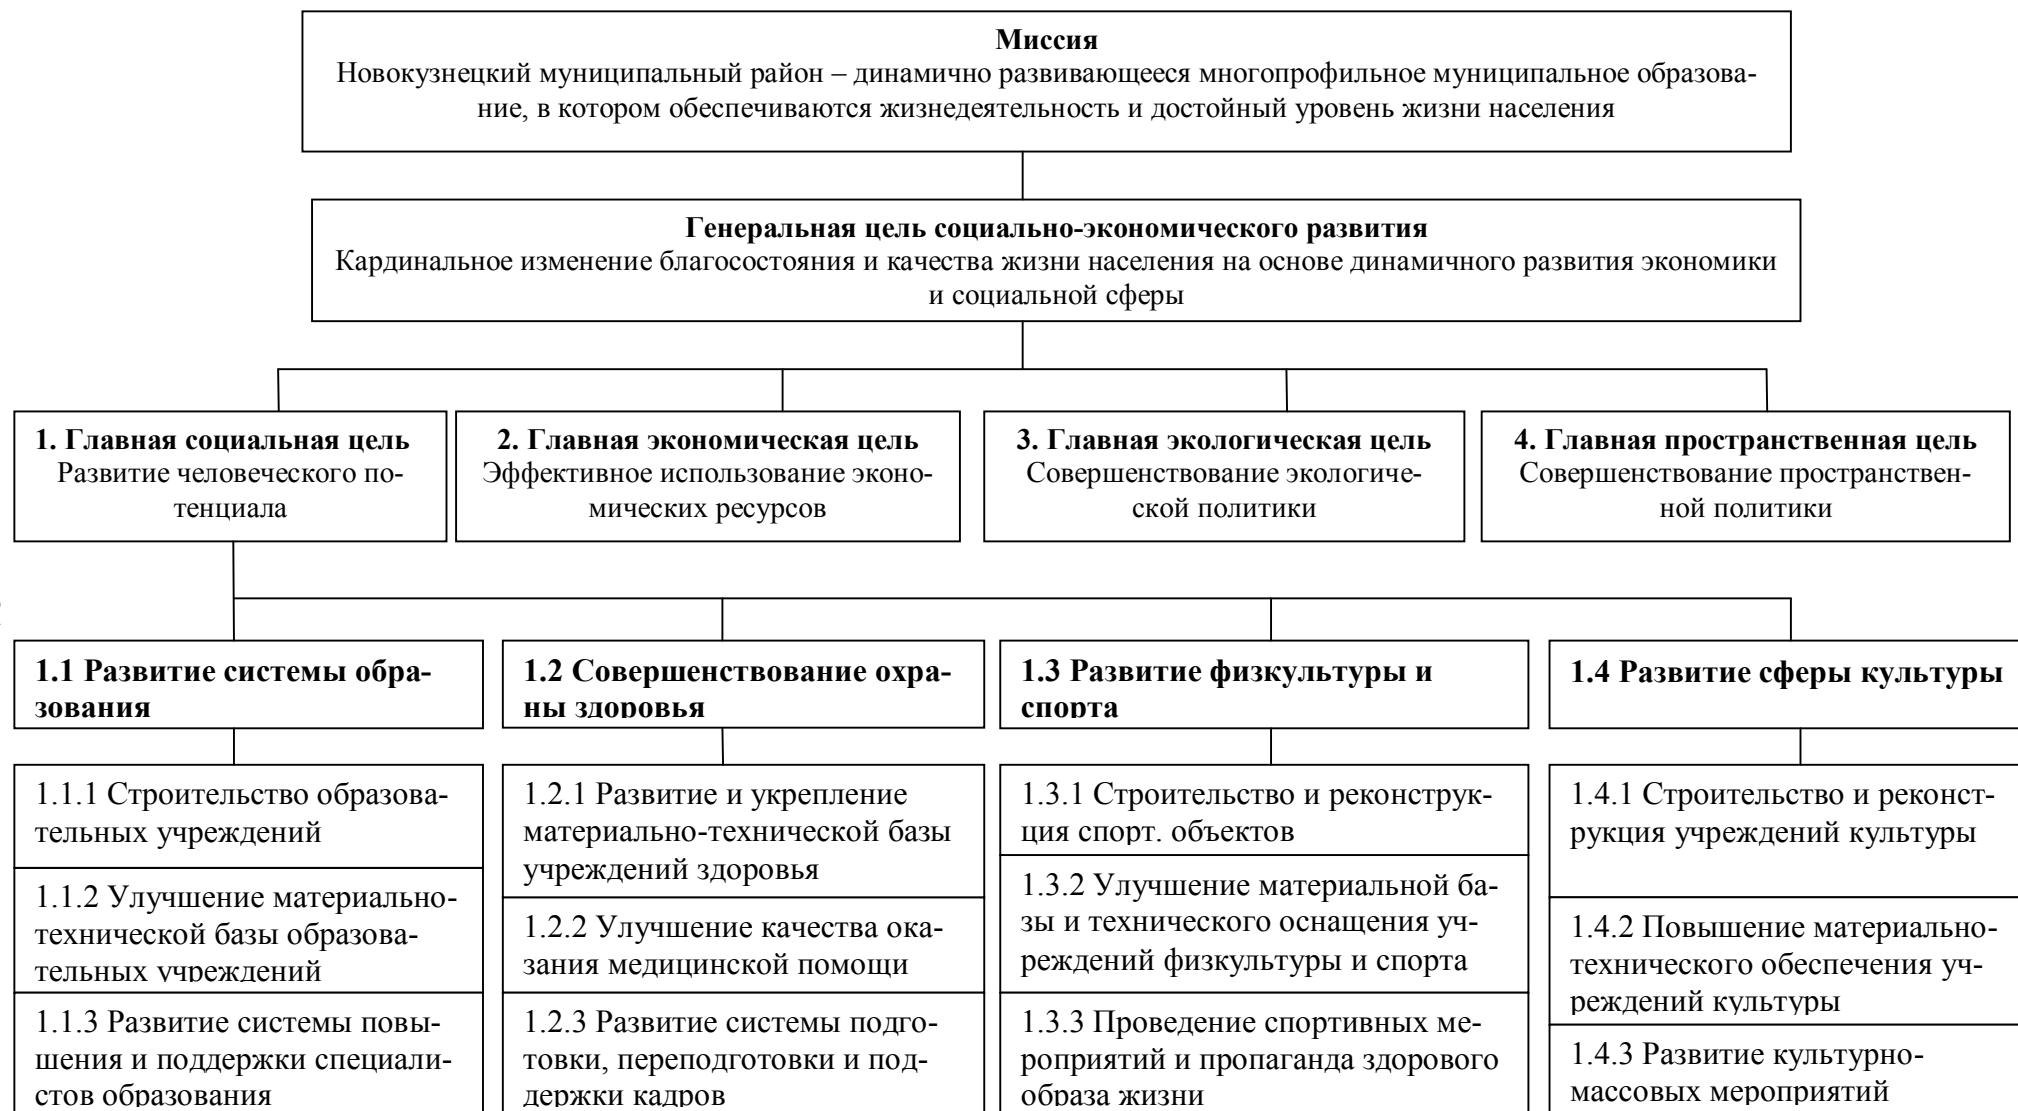 Миссия
Новокузнецкий муниципальный район – динамично развивающееся многопрофильное муниципальное образова-
ние, в котором обеспечиваются жизнедеятельность и достойный уровень жизни населения
Генеральная цель социально-экономического развития
Кардинальное изменение благосостояния и качества жизни населения на основе динамичного развития экономики
и социальной сферы
1. Главная социальная цель
Развитие человеческого по-
тенциала
2. Главная экономическая цель
Эффективное использование эконо-
мических ресурсов
3. Главная экологическая цель
Совершенствование экологиче-
ской политики
4. Главная пространственная цель
Совершенствование пространствен-
ной политики
1.1 Развитие системы обра-
зования
1.2 Совершенствование охра-
ны здоровья
1.3 Развитие физкультуры и
спорта
1.4 Развитие сферы культуры
1.1.1 Строительство образова-
тельных учреждений
1.1.2 Улучшение материально-
технической базы образова-
тельных учреждений
1.1.3 Развитие системы повы-
шения и поддержки специали-
стов образования
1.2.1 Развитие и укрепление
материально-технической базы
учреждений здоровья
1.2.2 Улучшение качества ока-
зания медицинской помощи
1.2.3 Развитие системы подго-
товки, переподготовки и под-
держки кадров
1.3.1 Строительство и реконструк-
ция спорт. объектов
1.3.2 Улучшение материальной ба-
зы и технического оснащения уч-
реждений физкультуры и спорта
1.3.3 Проведение спортивных ме-
роприятий и пропаганда здорового
образа жизни
1.4.1 Строительство и реконст-
рукция учреждений культуры
1.4.2 Повышение материально-
технического обеспечения уч-
реждений культуры
1.4.3 Развитие культурно-
массовых мероприятий